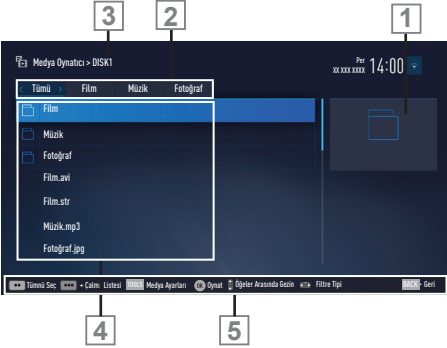 3
2
1
Medya Oynatıcı > DISK1
Per
xx xxx xxxx
14:00
‹ Tümü › Film Müzik Fotoğraf
Film
Müzik
Fotoğraf
Film.avi
Film.str
Müzik.mp3
Fotoğraf.jpg
Tümnü Seç + Çalma Listesi TOOLS Medya Ayarları OK Oynat Öğeler Arasında Gezin Filtre Tipi BACK - Geri
4
5